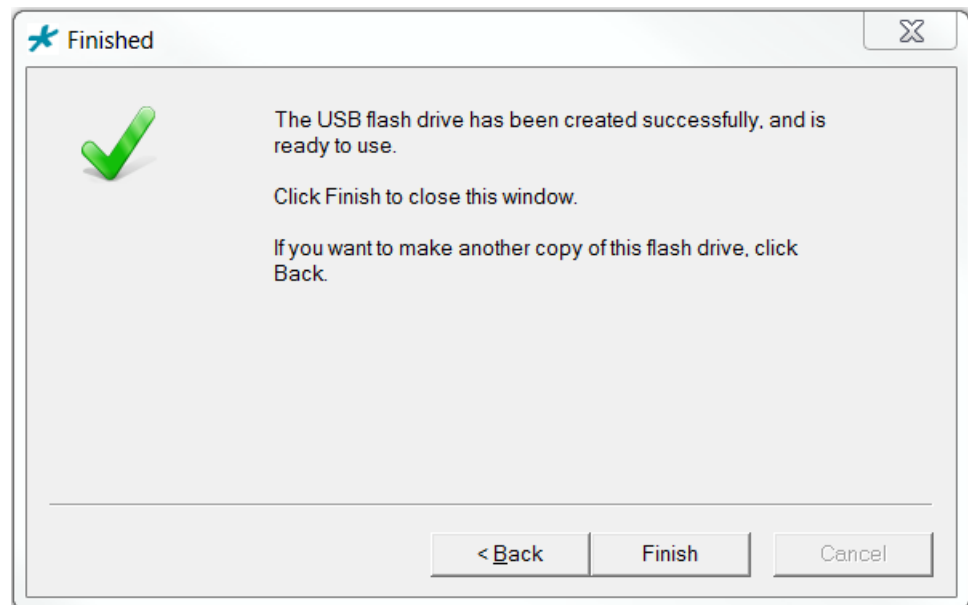 Finished
The USB flash drive has been created successfully, and is
ready to use.
Click Finish to close this window.
If you want to make another copy of this flash drive, click
Back.
< Back
Finish
Cancel